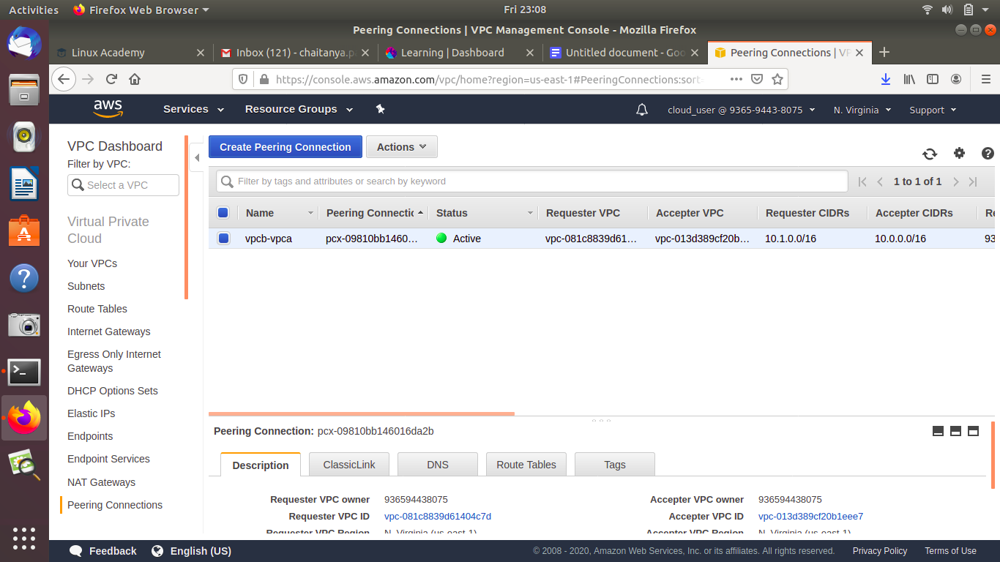 Activities
Firefox Web Browser
Fri 23:08
Peering Connections | VPC Management Console - Mozilla Firefox
Linux Academy
Inbox (121) - chaitanya.p
Learning | Dashboard
Untitled document - Goo
Peering Connections | VP
https://console.aws.amazon.com/vpc/home?region=us-east-1#PeeringConnections:sort
aws
Services
Resource Groups
cloud_user @ 9365-9443-8075
N. Virginia
Support
VPC Dashboard
Filter by VPC:
Select a VPC
Virtual Private
Cloud
Your VPCs
Subnets
Route Tables
Internet Gateways
Egress Only Internet
Gateways
DHCP Options Sets
Elastic IPs
Endpoints
Endpoint Services
NAT Gateways
Peering Connections
Create Peering Connection
Actions
Filter by tags and attributes or search by keyword
1 to 1 of 1
Name Peering Connectic Status Requester VPC Accepter VPC Requester CIDRs Accepter CIDRs Re
vpcb-vpca pcx-09810bb1460… Active vpc-081c8839d61… vpc-013d389cf20b… 10.1.0.0/16 10.0.0.0/16 93
Peering Connection: pcx-09810bb146016da2b
Description ClassicLink DNS Route Tables Tags
Requester VPC owner 936594438075 Accepter VPC owner 936594438075
Requester VPC ID vpc-081c8839d61404c7d Accepter VPC ID vpc-013d389cf20b1eee7
Requester VPC Region N. Virginia (us-east-1) Accepter VPC Region N. Virginia (us-east-1)
Feedback
English (US)
© 2008 - 2020, Amazon Web Services, Inc. or its affiliates. All rights reserved.
Privacy Policy
Terms of Use